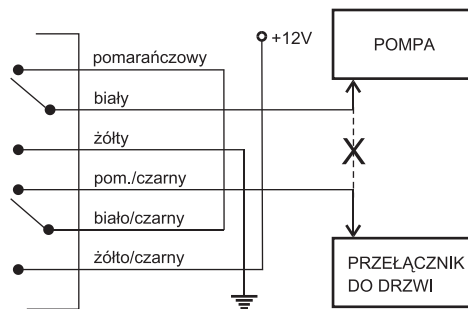 +12V
POMPA
pomarańczowy
biały
żółty
X
pom./czarny
biało/czarny
żółto/czarny
PRZEŁĄCZNIK
DO DRZWI